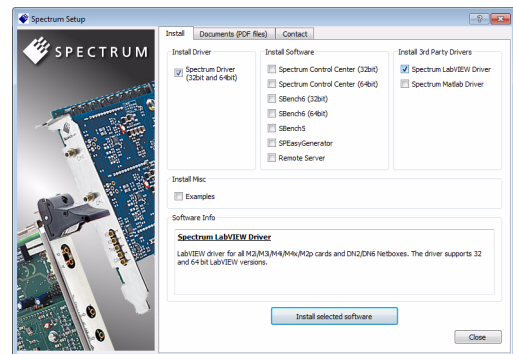 Spectrum Setup
SPECTRUM
Install
Documents (PDF files)
Contact
Install Driver
Spectrum Driver
(32bit and 64bit)
Install Software
Spectrum Control Center (32bit)
Spectrum Control Center (64bit)
SBench6 (32bit)
SBench6 (64bit)
SBench5
SPEasyGenerator
Remote Server
Install 3rd Party Drivers
Spectrum LabVIEW Driver
Spectrum Matlab Driver
Install Misc
Examples
Software Info
Spectrum LabVIEW Driver
LabVIEW driver for all M2i/M3i/M4i/M4x/M2p cards and DN2/DN6 Netboxes. The driver supports 32
and 64 bit LabVIEW versions.
Install selected software
Close